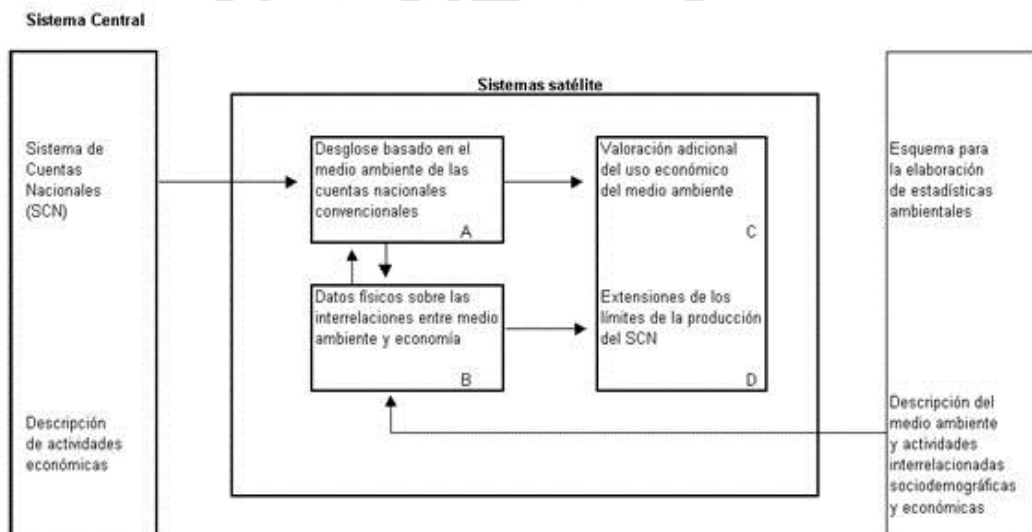 Sistema Central
Sistema de
Cuentas
Nacionales
(SCN)
Descripción
de actividades
económicas
Sistemas satélite
Desglose basado en el
medio ambiente de las
cuentas nacionales
convencionales
A
Datos físicos sobre las
interrelaciones entre medio
ambiente y economía
B
Valoración adicional
del uso económico
del medio ambiente
C
Extensiones de los
límites de la producción
del SCN
D
Esquema para
la elaboración
de estadísticas
ambientales
Descripción del
medio ambiente
y actividades
interrelacionadas
sociodemográficas
y económicas